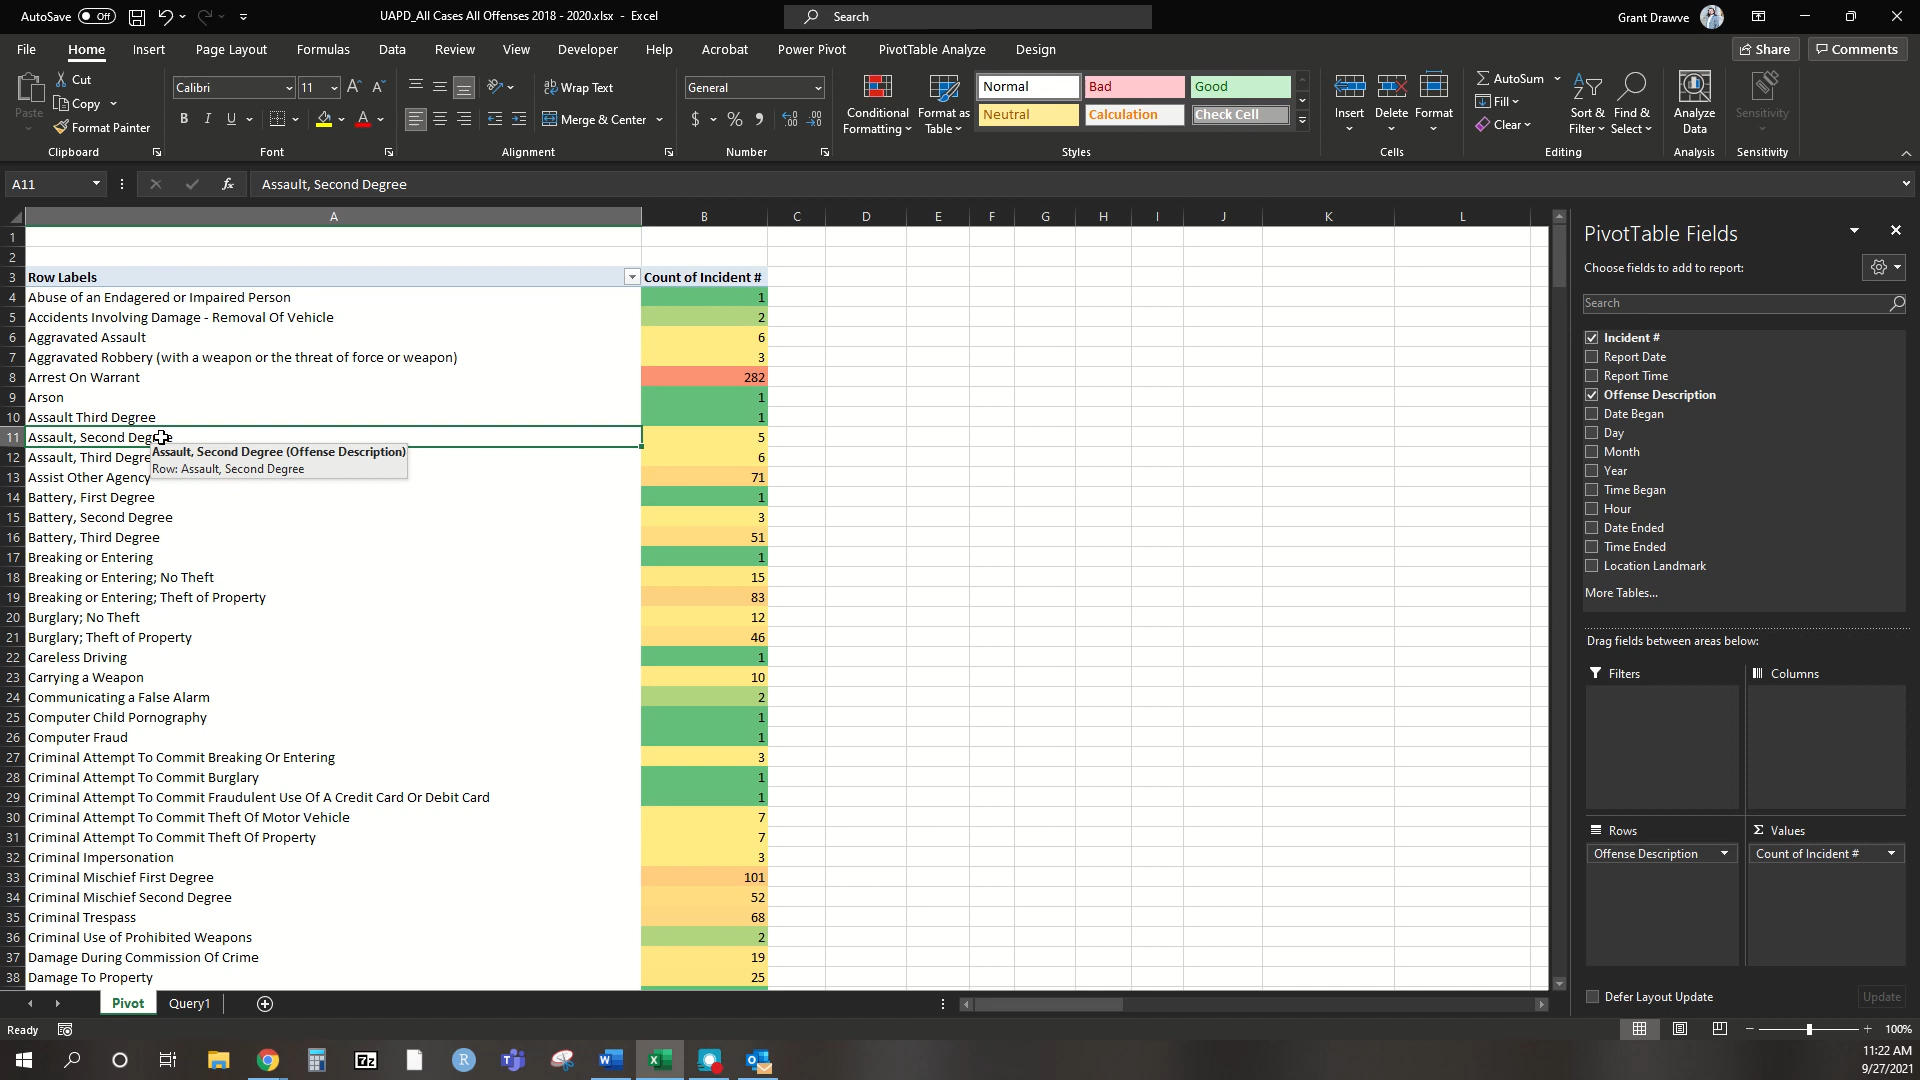 AutoSave Off UAPD_All Cases All Offenses 2018 - 2020.xlsx - Excel Search Grant Drawve
File Home Insert Page Layout Formulas Data Review View Developer Help Acrobat Power Pivot PivotTable Analyze Design Share Comments
Paste Cut Copy Format Painter Clipboard
Calibri 11 B I U A Font
Wrap Text Merge & Center Alignment
General $ % 9 Number
Conditional Formatting Format as Table
Normal Bad Good
Neutral Calculation Check Cell
Styles
Insert Delete Format Cells
AutoSum Fill Clear Sort & Filter Find & Select Editing
Analyze Data Analysis
Sensitivity Sensitivity
A11 fx Assault, Second Degree
A B C D E F G H I J K L
1
2
3 Row Labels Count of Incident #
4 Abuse of an Endagered or Impaired Person 1
5 Accidents Involving Damage - Removal Of Vehicle 2
6 Aggravated Assault 6
7 Aggravated Robbery (with a weapon or the threat of force or weapon) 3
8 Arrest On Warrant 282
9 Arson 1
10 Assault Third Degree 1
11 Assault, Second Degree 5
Assault, Second Degree (Offense Description)
Row: Assault, Second Degree
12 Assault, Third Degre 6
13 Assist Other Agency 71
14 Battery, First Degree 1
15 Battery, Second Degree 3
16 Battery, Third Degree 51
17 Breaking or Entering 1
18 Breaking or Entering; No Theft 15
19 Breaking or Entering; Theft of Property 83
20 Burglary; No Theft 12
21 Burglary; Theft of Property 46
22 Careless Driving 1
23 Carrying a Weapon 10
24 Communicating a False Alarm 2
25 Computer Child Pornography 1
26 Computer Fraud 1
27 Criminal Attempt To Commit Breaking Or Entering 3
28 Criminal Attempt To Commit Burglary 1
29 Criminal Attempt To Commit Fraudulent Use Of A Credit Card Or Debit Card 1
30 Criminal Attempt To Commit Theft Of Motor Vehicle 7
31 Criminal Attempt To Commit Theft Of Property 7
32 Criminal Impersonation 3
33 Criminal Mischief First Degree 101
34 Criminal Mischief Second Degree 52
35 Criminal Trespass 68
36 Criminal Use of Prohibited Weapons 2
37 Damage During Commission Of Crime 19
38 Damage To Property 25
PivotTable Fields
Choose fields to add to report:
Search
Incident #
Report Date
Report Time
Offense Description
Date Began
Day
Month
Year
Time Began
Hour
Date Ended
Time Ended
Location Landmark
More Tables...
Drag fields between areas below:
Filters Columns
Rows Values
Offense Description Count of Incident #
Defer Layout Update Update
Pivot Query1
Ready 100%
11:22 AM
9/27/2021